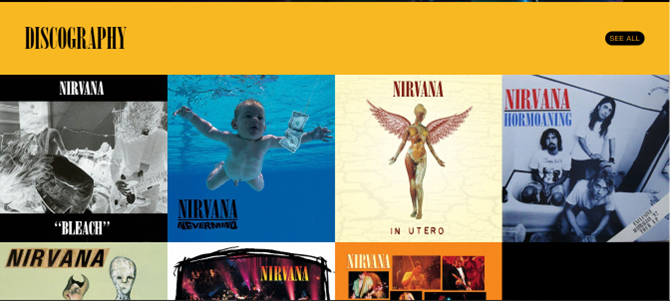 DISCOGRAPHY
SEE ALL
NIRVANA
"BLEACH"
NIRVANA
NEVERMIND
NIRVANA
IN UTERO
NIRVANA
HORMOANING
NIRVANA
NIRVANA
NIRVANA